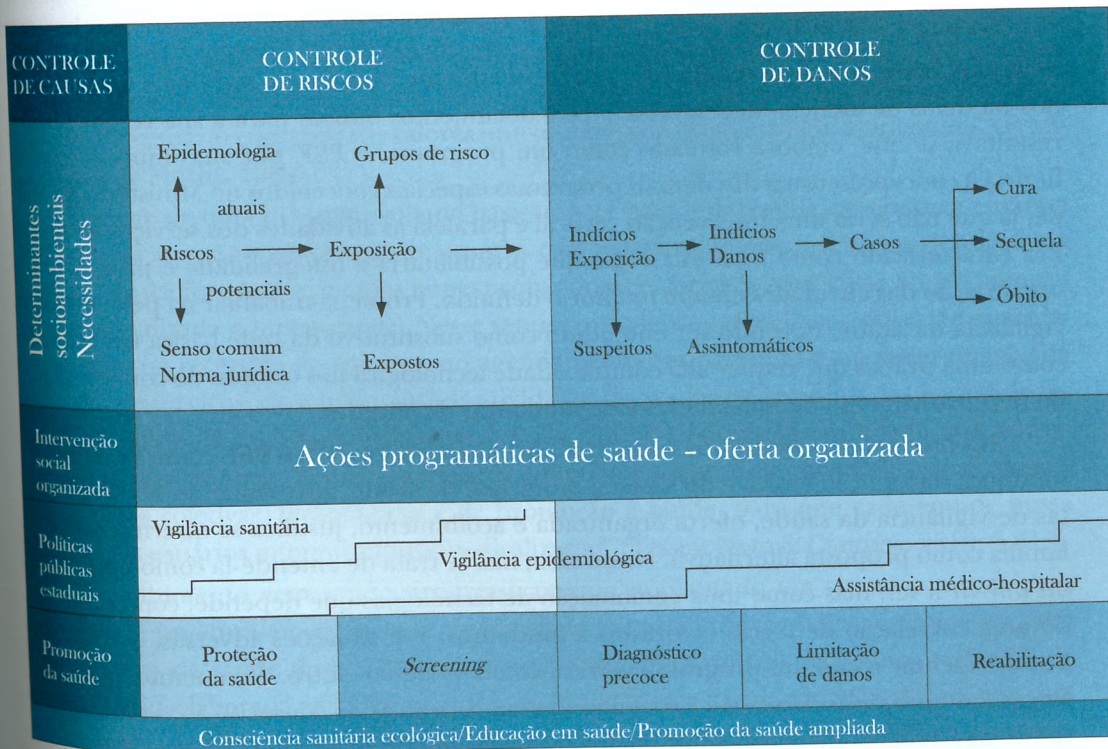 CONTROLE
DE CAUSAS
CONTROLE
DE RISCOS
CONTROLE
DE DANOS
Determinantes
socioambientais
Necessidades
Epidemologia
atuais
Riscos
potenciais
Senso comum
Norma jurídica
Grupos de risco
Exposição
Expostos
Indícios
Exposição
Suspeitos
Indícios
Danos
Assintomáticos
Casos
Cura
Sequela
Óbito
Intervenção
social
organizada
Ações programáticas de saúde – oferta organizada
Políticas
públicas
estaduais
Vigilância sanitária
Vigilância epidemiológica
Assistância médico-hospitalar
Promoção
da saúde
Proteção
da saúde
Screening
Diagnóstico
precoce
Limitação
de danos
Reabilitação
Consciência sanitária ecológica/Educação em saúde/Promoção da saúde ampliada